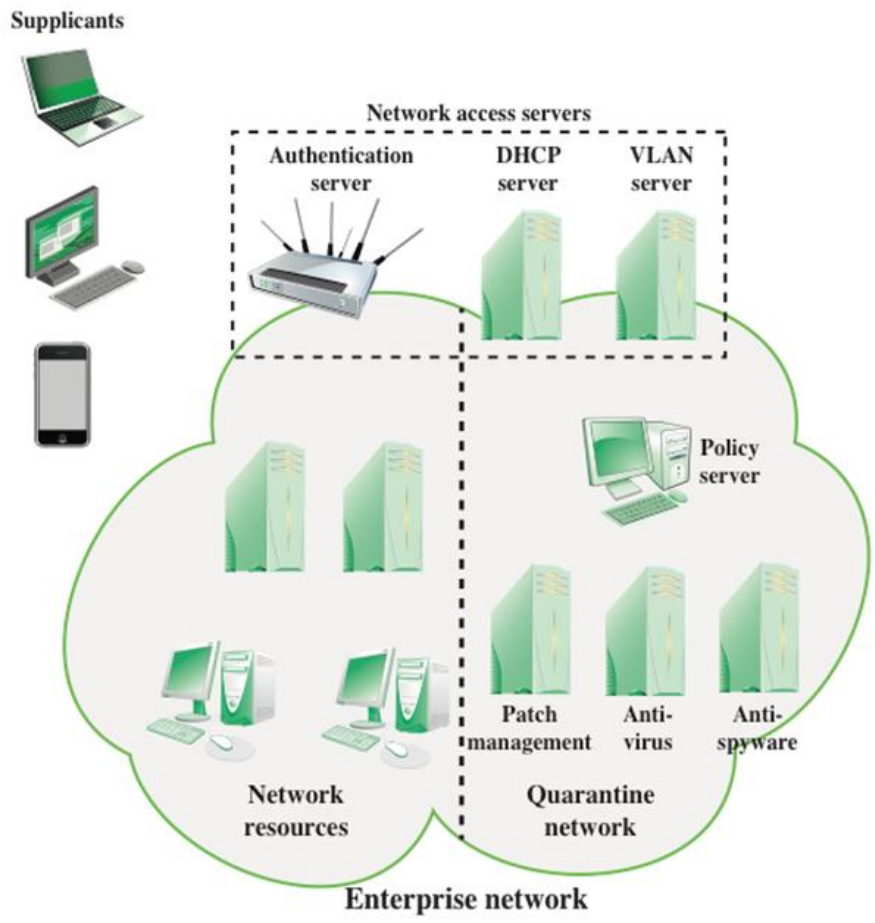 Supplicants
Network access servers
Authentication
server
DHCP
server
VLAN
server
Policy
server
Patch
management
Anti-
virus
Anti-
spyware
Network
resources
Quarantine
network
Enterprise network